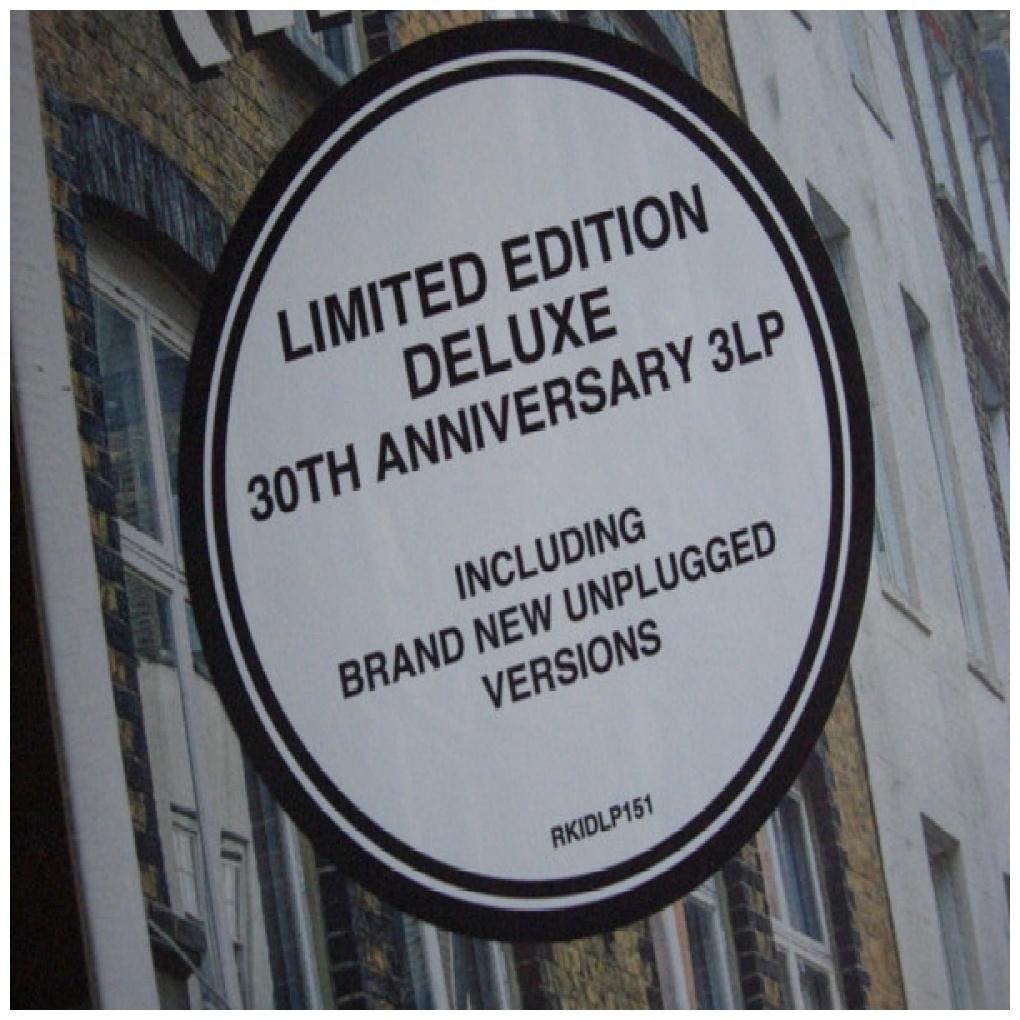 LIMITED EDITION
DELUXE
30TH ANNIVERSARY 3LP
INCLUDING
BRAND NEW UNPLUGGED
VERSIONS
RKIDLP151